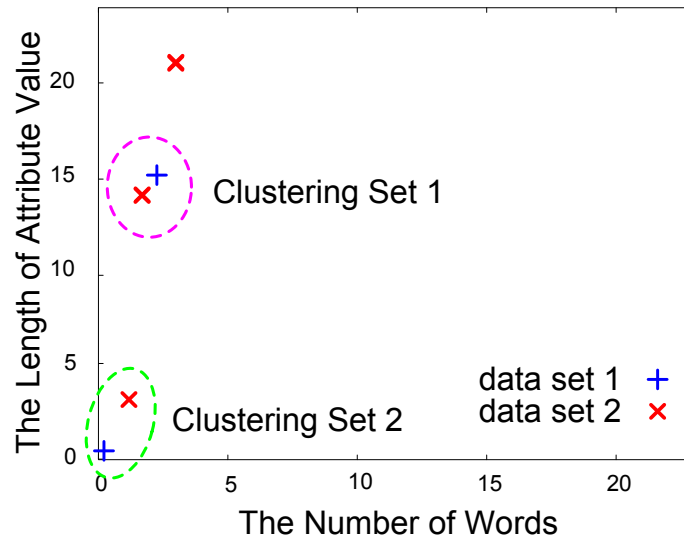 The Length of Attribute Value
20
15
10
5
0
Clustering Set 1
Clustering Set 2
data set 1
data set 2
0 5 10 15 20
The Number of Words